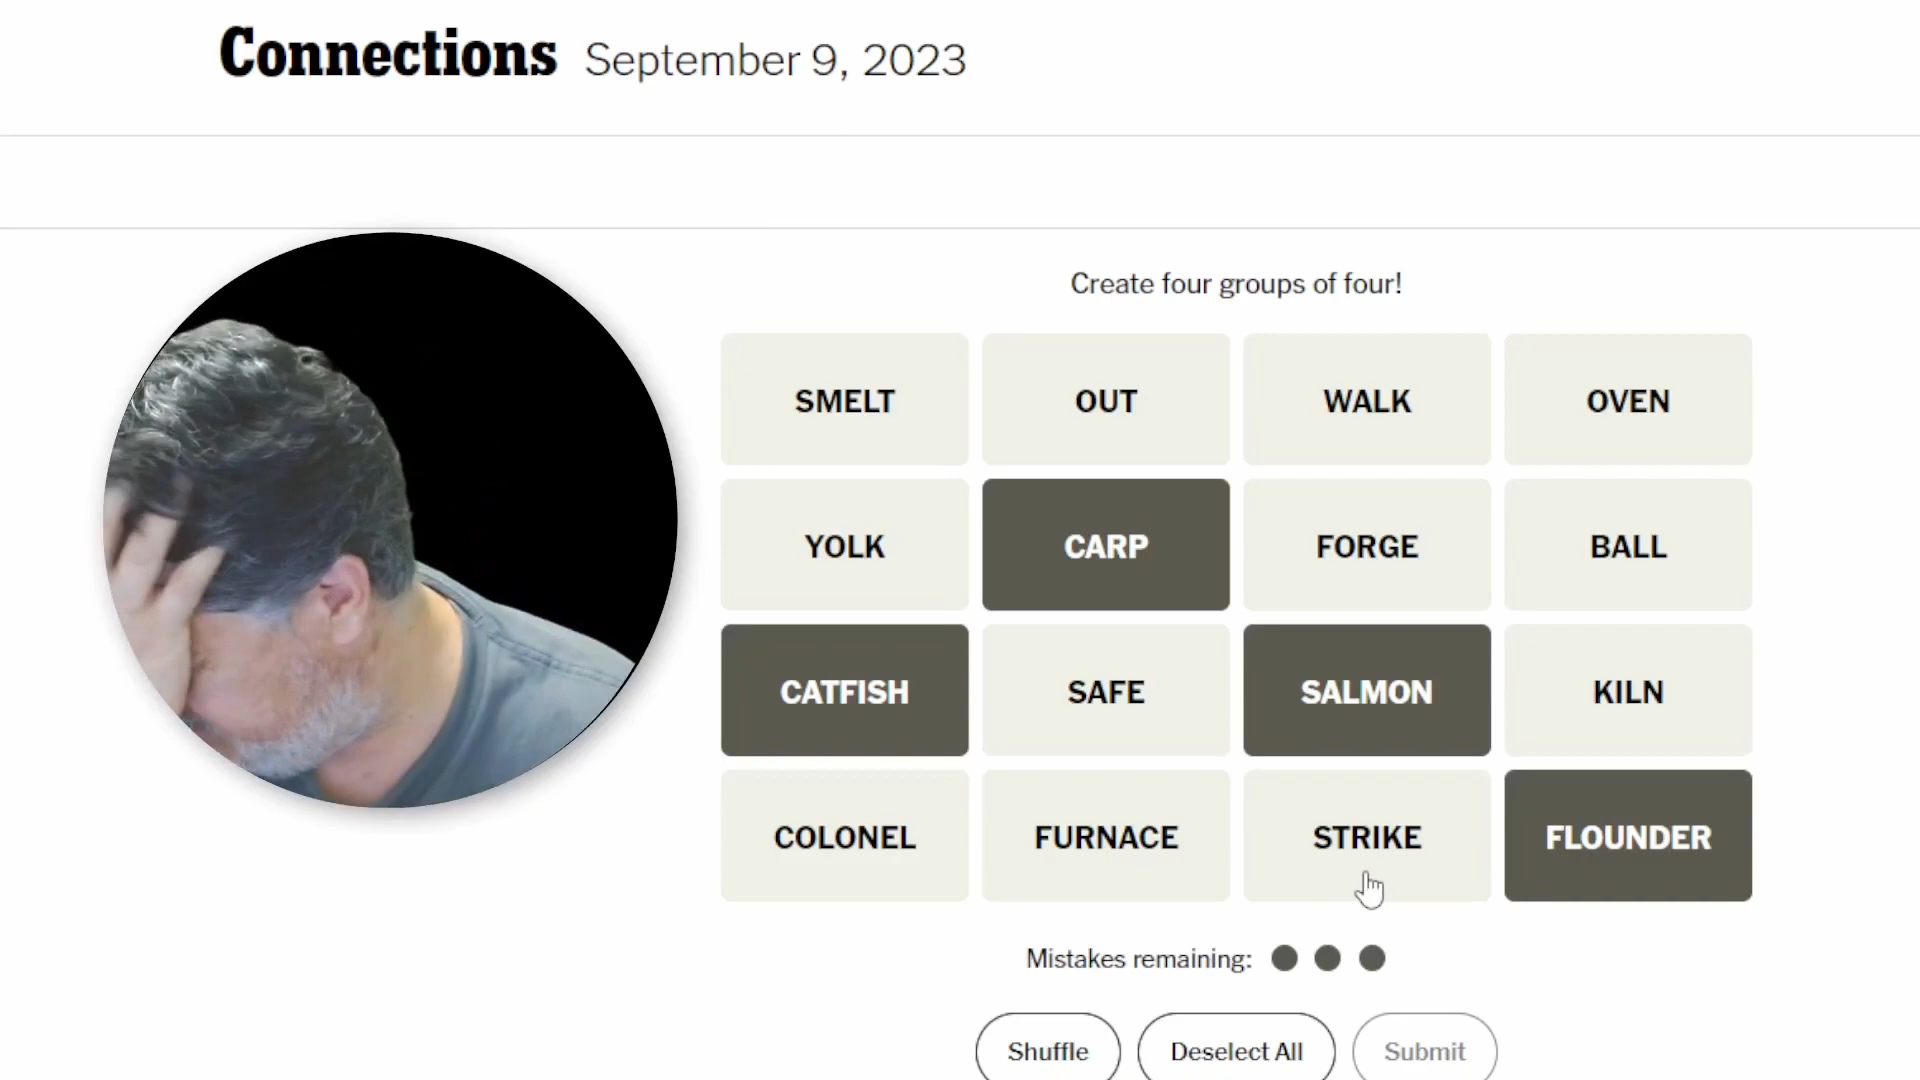 Connections September 9, 2023
Create four groups of four!
SMELT OUT WALK OVEN
YOLK CARP FORGE BALL
CATFISH SAFE SALMON KILN
COLONEL FURNACE STRIKE FLOUNDER
Mistakes remaining:
Shuffle Deselect All Submit